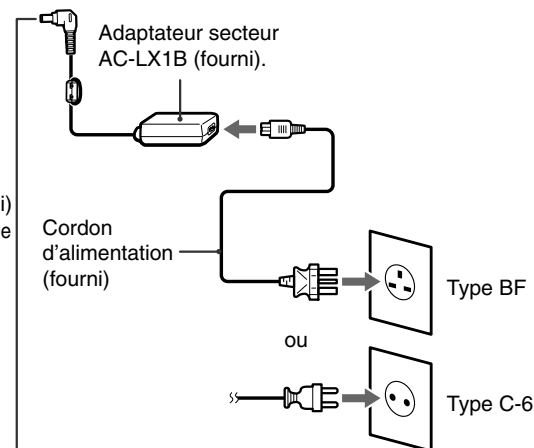 Adaptateur secteur
AC-LX1B (fourni).
i)
e
Cordon
d'alimentation
(fourni)
Type BF
ou
Type C-6